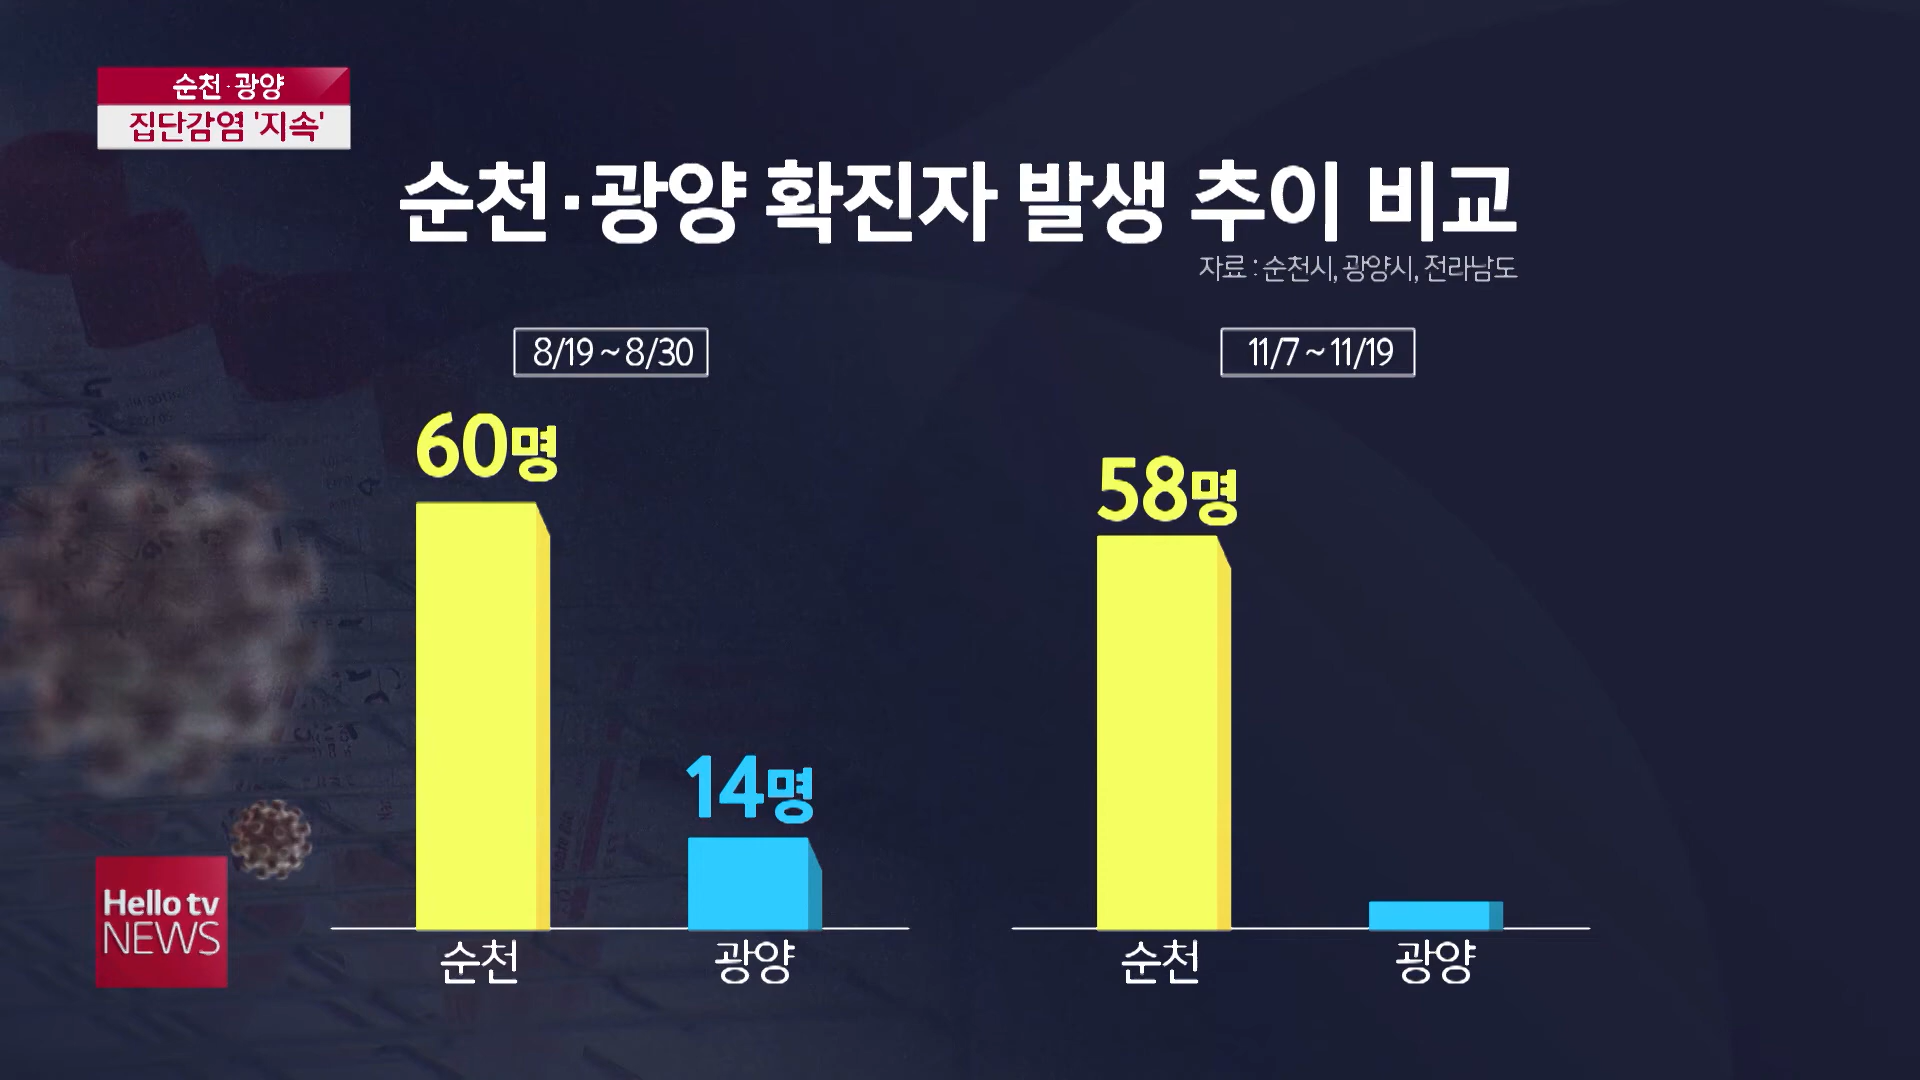 순천·광양
집단감염 '지속'
순천·광양 확진자 발생 추이 비교
자료 : 순천시, 광양시, 전라남도
8/19 ~ 8/30
11/7 ~ 11/19
60명
58명
14명
순천
광양
순천
광양
Hello tv
NEWS